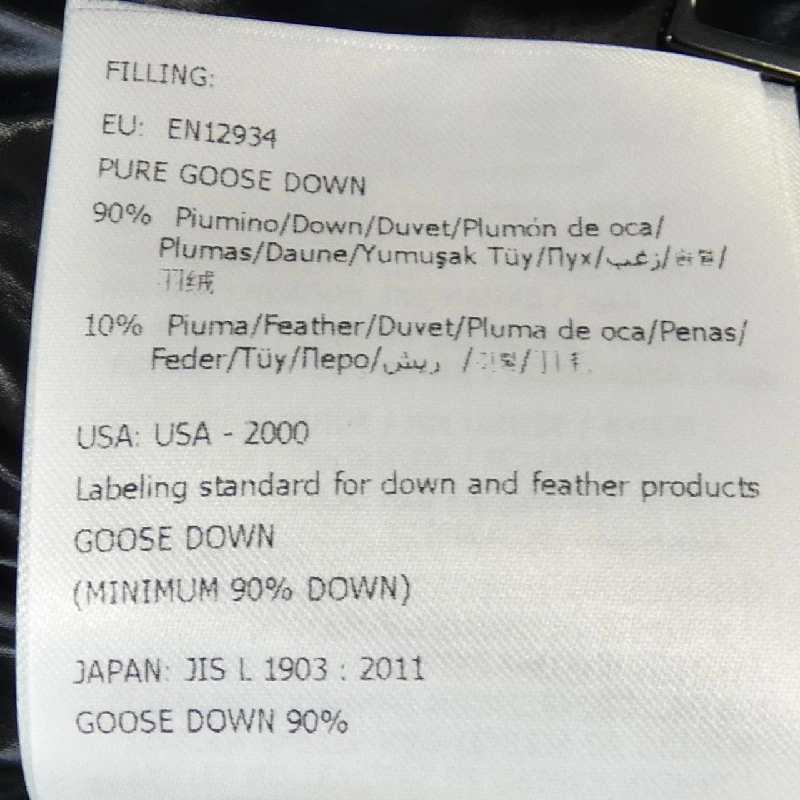 FILLING:
EU: EN12934
PURE GOOSE DOWN
90% Piumino/Down/Duvet/Plumón de oca/
Plumas/Daune/Yumuşak Tüy/Пух/زغب/
羽绒
10% Piuma/Feather/Duvet/Pluma de oca/Penas/
Feder/Tüy/Перо/ريش /
USA: USA - 2000
Labeling standard for down and feather products
GOOSE DOWN
(MINIMUM 90% DOWN)
JAPAN: JIS L 1903 : 2011
GOOSE DOWN 90%